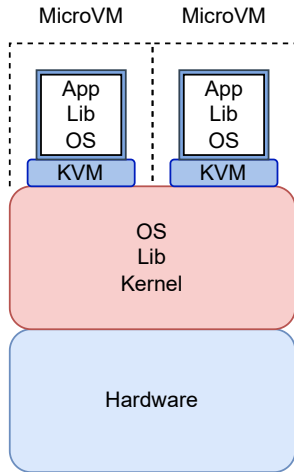 MicroVM MicroVM
App App
Lib Lib
OS OS
KVM KVM
OS
Lib
Kernel
Hardware